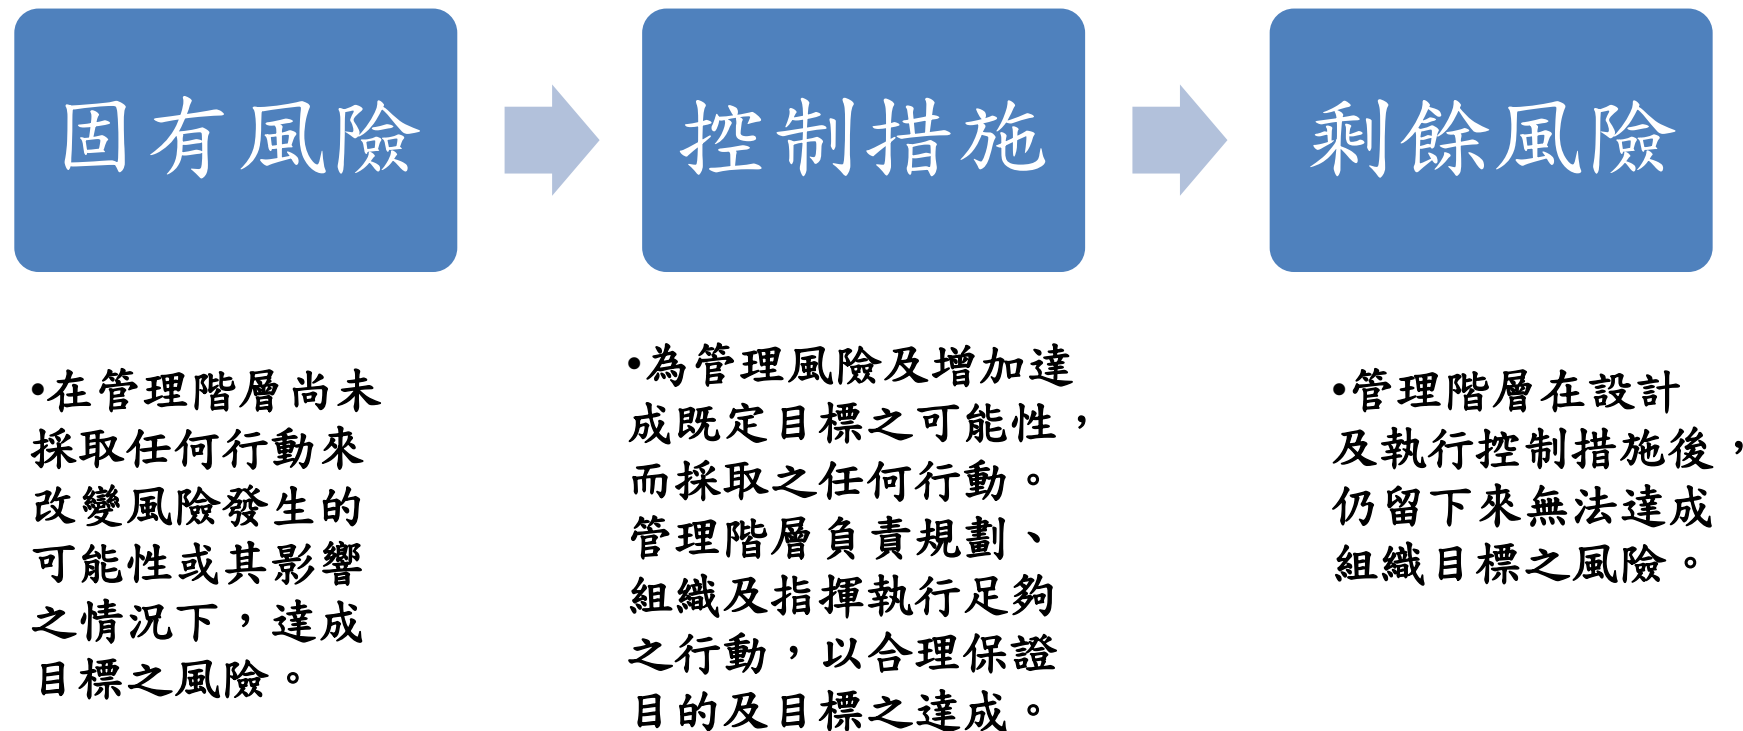 固有風險
控制措施
剩餘風險
•在管理階層尚未
採取任何行動來
改變風險發生的
可能性或其影響
之情況下，達成
目標之風險。
•為管理風險及增加達
成既定目標之可能性，
而採取之任何行動。
管理階層負責規劃、
組織及指揮執行足夠
之行動，以合理保證
目的及目標之達成。
•管理階層在設計
及執行控制措施後，
仍留下來無法達成
組織目標之風險。